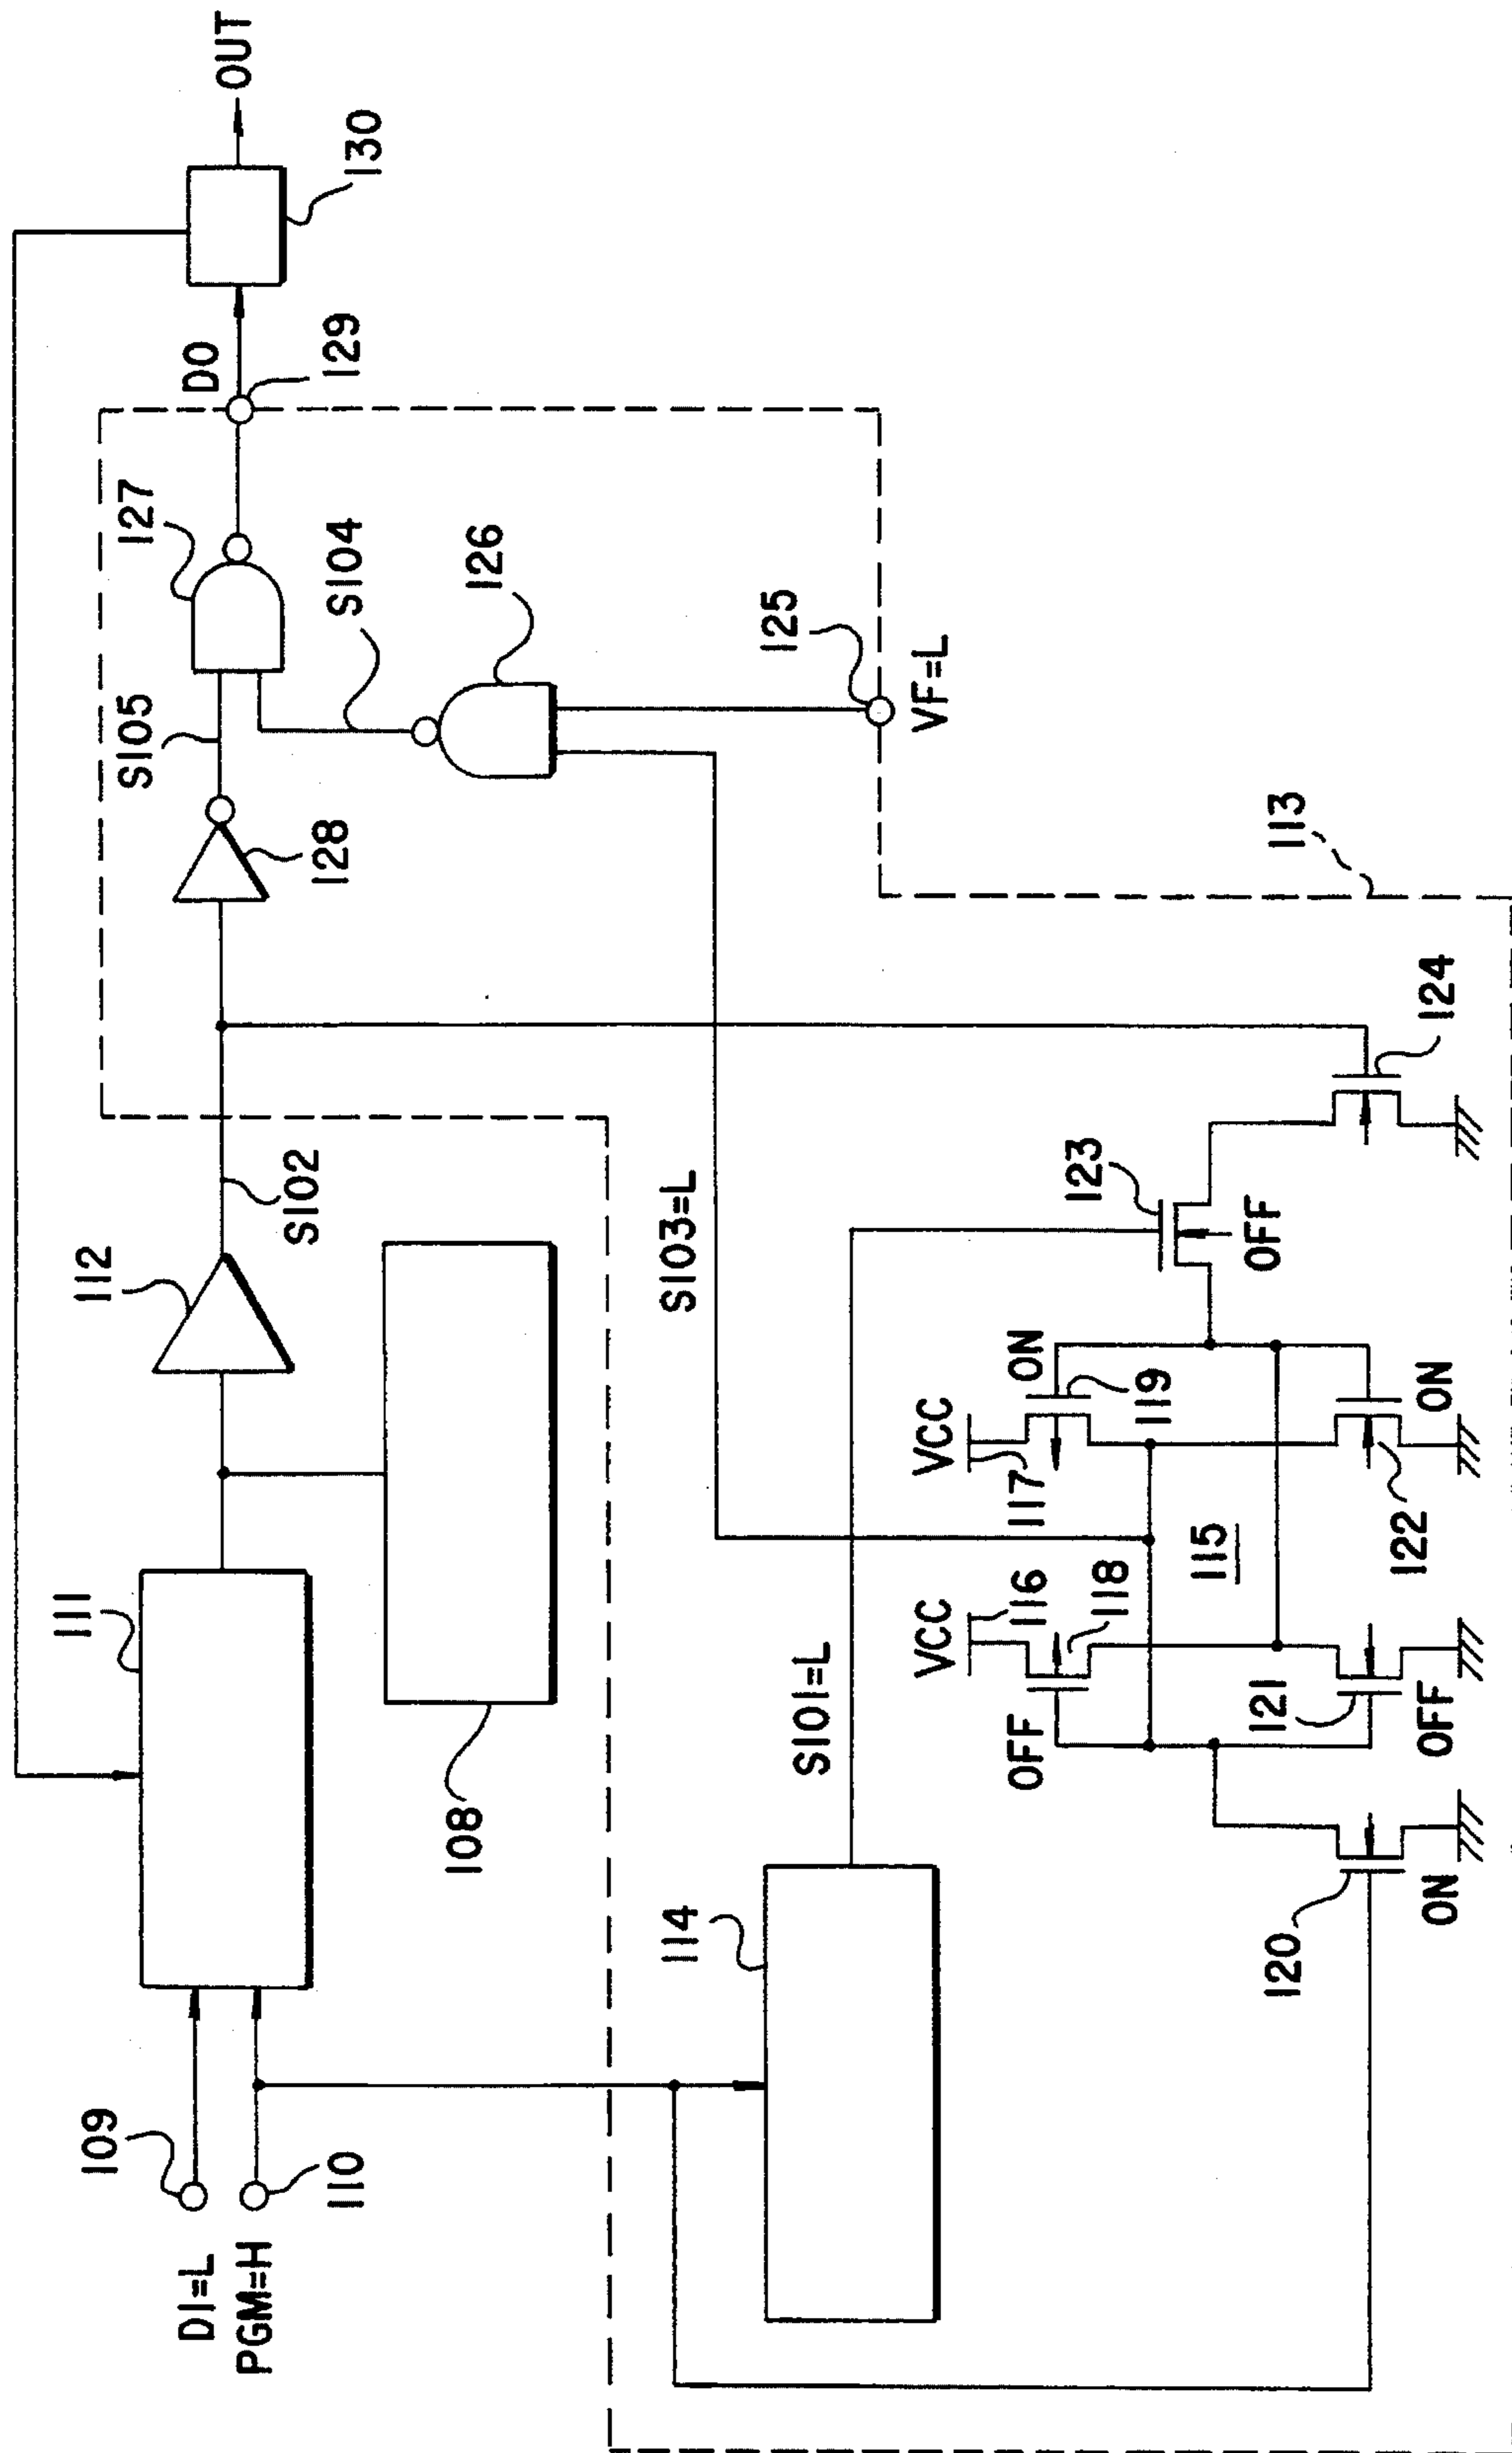 OUT
130
D0
129
127
S105
S104
126
125
VF=L
128
113
124
S102
112
S103=L
123
OFF
VCC
117
ON
119
ON
122
115
111
108
VCC
116
118
OFF
121
OFF
S101=L
114
120
ON
109
DI=L
PGM=H
110